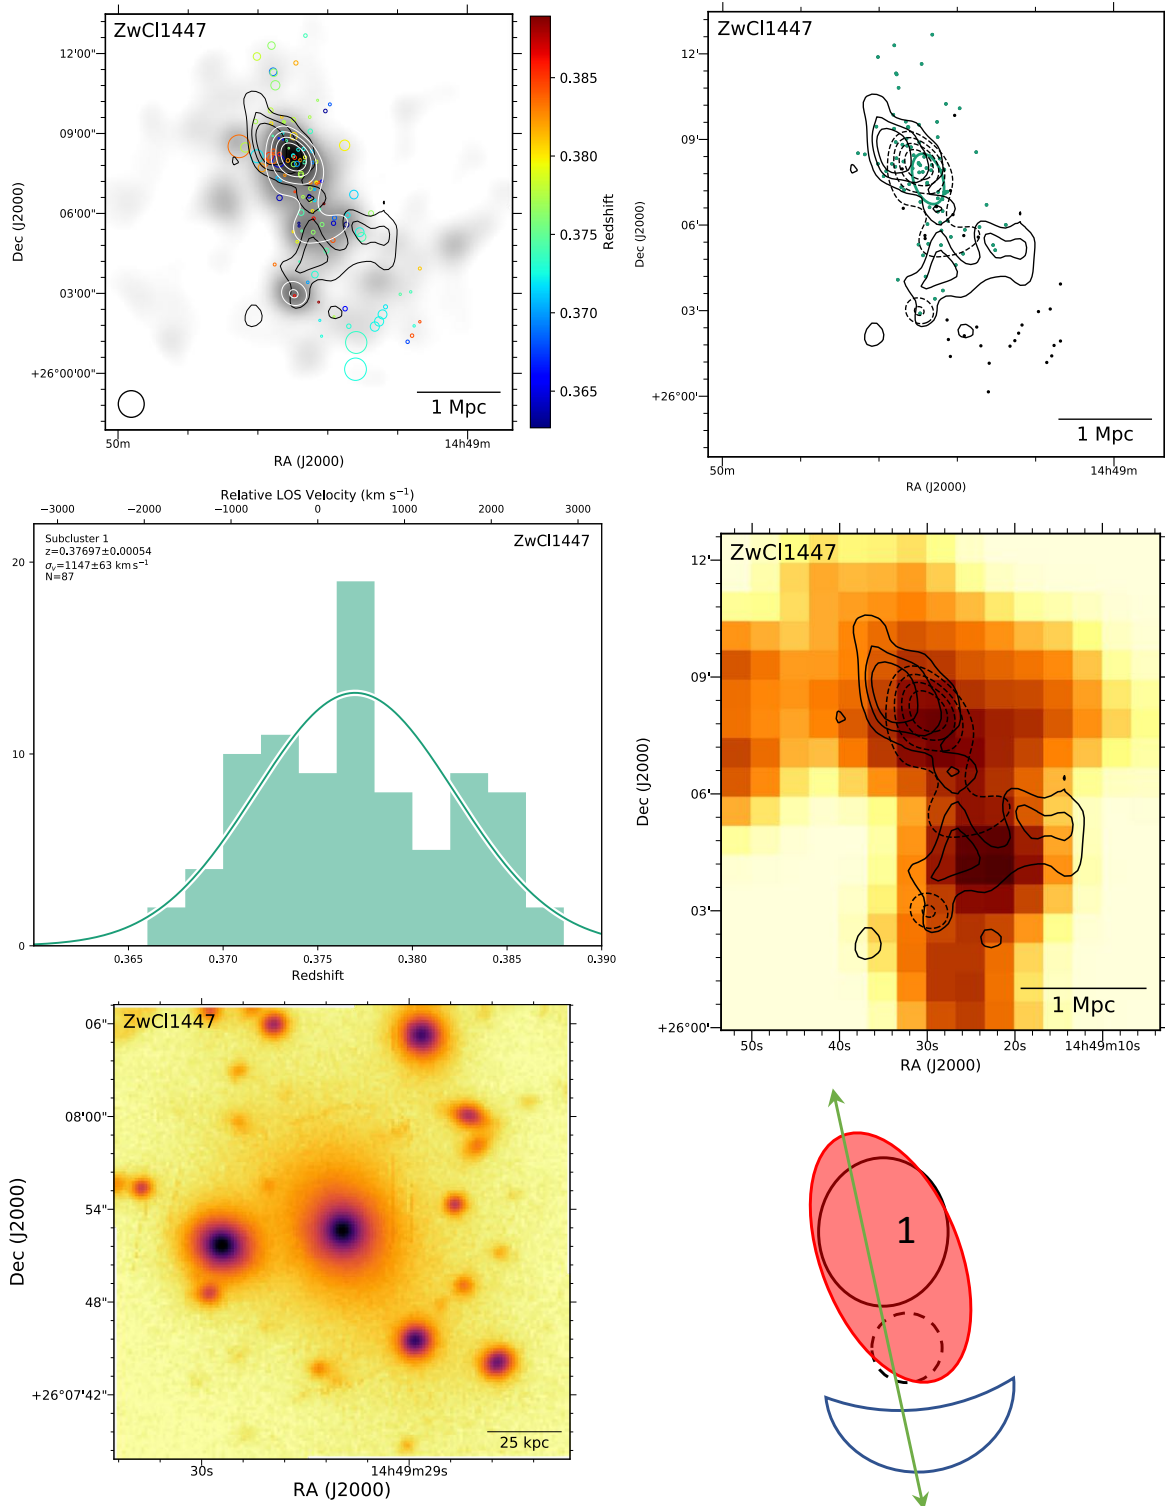 ZwCl1447
12'00"
09'00"
06'00"
03'00"
+26°00'00"
Dec (J2000)
1 Mpc
50m
14h49m
RA (J2000)
0.385
0.380
0.375
0.370
0.365
Redshift
ZwCl1447
12'
09'
06'
03'
+26°00'
Dec (J2000)
1 Mpc
50m
14h49m
RA (J2000)
Relative LOS Velocity (km s⁻¹)
−3000 −2000 −1000 0 1000 2000 3000
Subcluster 1
z=0.37697±0.00054
σᵥ=1147±63 km s⁻¹
N=87
ZwCl1447
20
10
0
0.365 0.370 0.375 0.380 0.385 0.390
Redshift
ZwCl1447
12'
09'
06'
03'
+26°00'
Dec (J2000)
1 Mpc
50s 40s 30s 20s 14h49m10s
RA (J2000)
ZwCl1447
06"
08'00"
54"
48"
+26°07'42"
Dec (J2000)
25 kpc
30s 14h49m29s
RA (J2000)
1